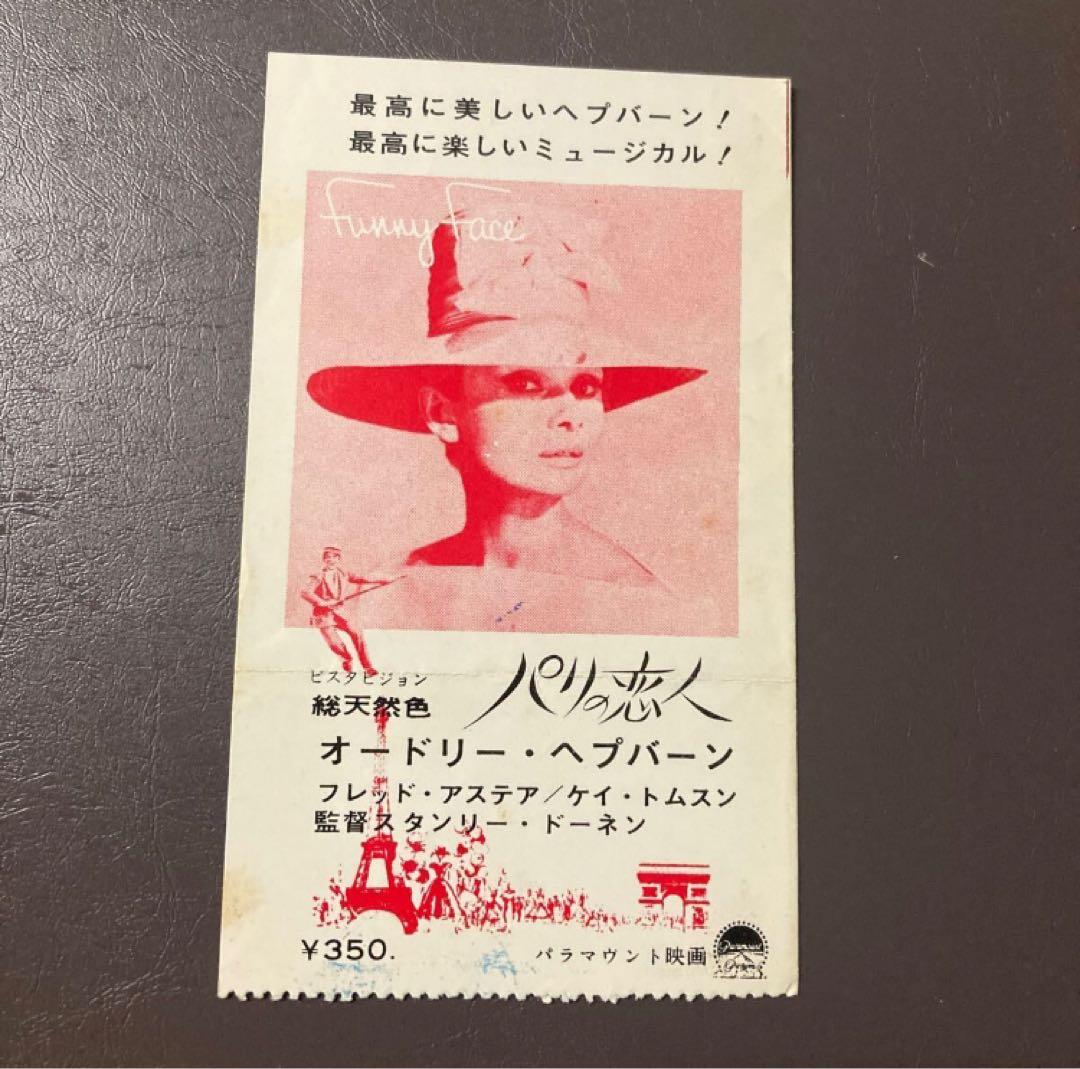 最高に美しいヘプバーン!
最高に楽しいミュージカル!
Funny Face
ビスタビジョン
総天然色
パリの恋人
オードリー・ヘプバーン
フレッド・アステア/ケイ・トムスン
監督スタンリー・ドーネン
¥350.
パラマウント映画
Paramount